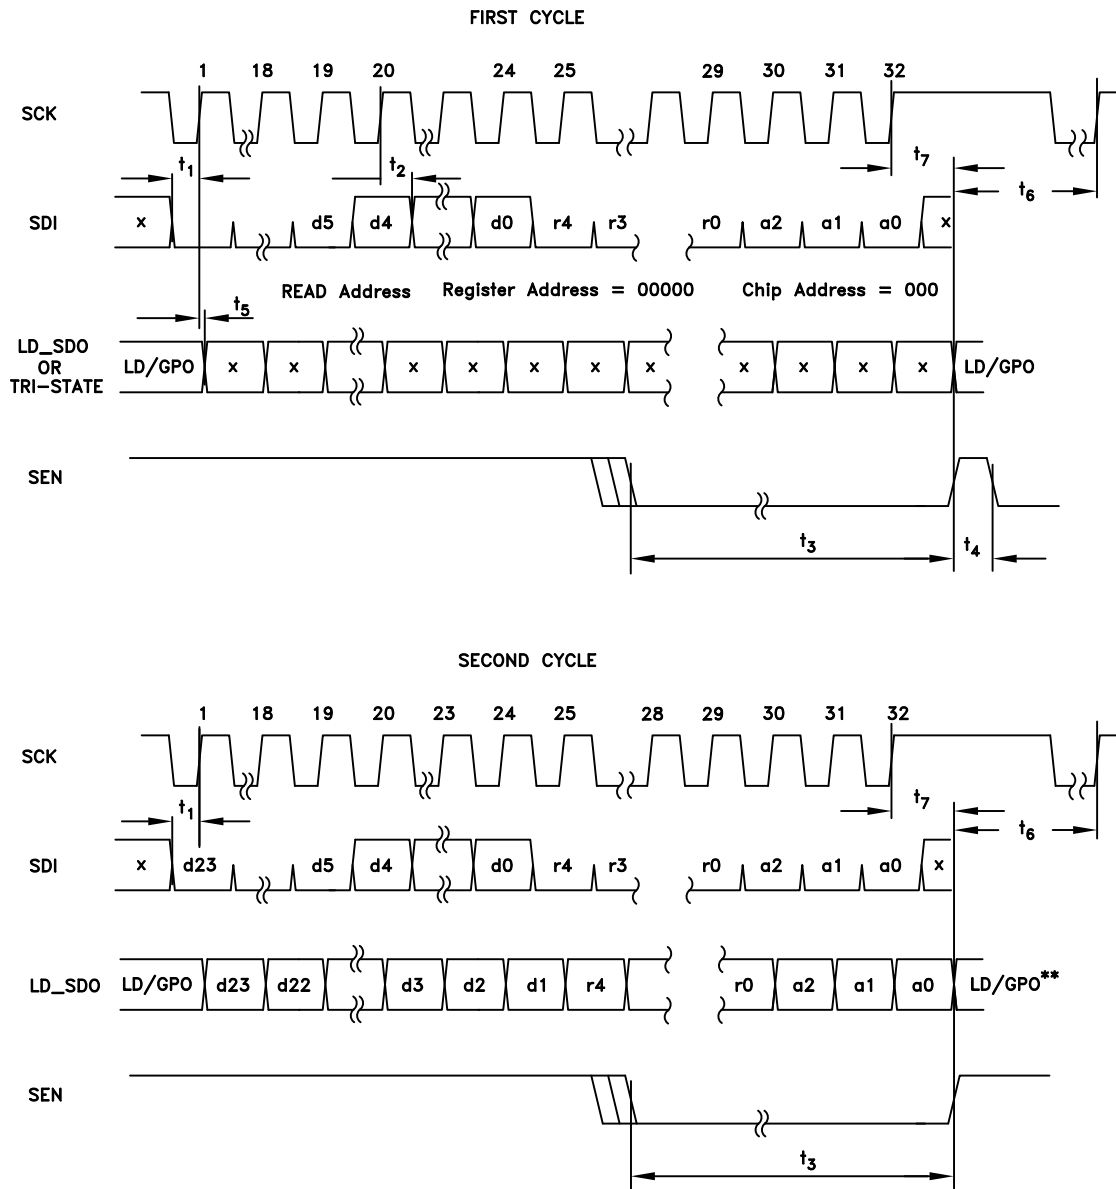 FIRST CYCLE
1 18 19 20 24 25 29 30 31 32
SCK
t1 t2 t7 t6
SDI x d5 d4 d0 r4 r3 r0 a2 a1 a0 x
READ Address Register Address = 00000 Chip Address = 000
t5
LD_SDO
OR
TRI-STATE
LD/GPO x x x x x x x x x x x LD/GPO
SEN
t3 t4
SECOND CYCLE
1 18 19 20 23 24 25 28 29 30 31 32
SCK
t1 t7 t6
SDI x d23 d5 d4 d0 r4 r3 r0 a2 a1 a0 x
LD_SDO LD/GPO d23 d22 d3 d2 d1 r4 r0 a2 a1 a0 LD/GPO**
SEN
t3